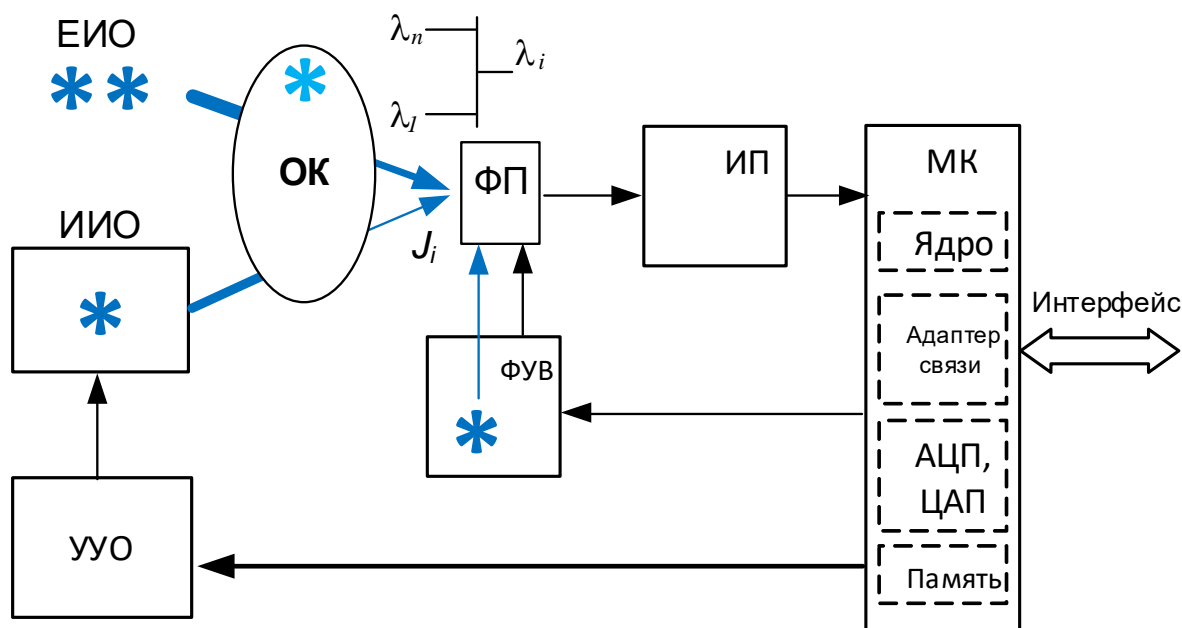 ЕИО
λn
λi
λ1
ОК
ФП
ИП
МК
ИИО
Ji
Ядро
Интерфейс
Адаптер
связи
ФУВ
АЦП,
ЦАП
УУО
Память